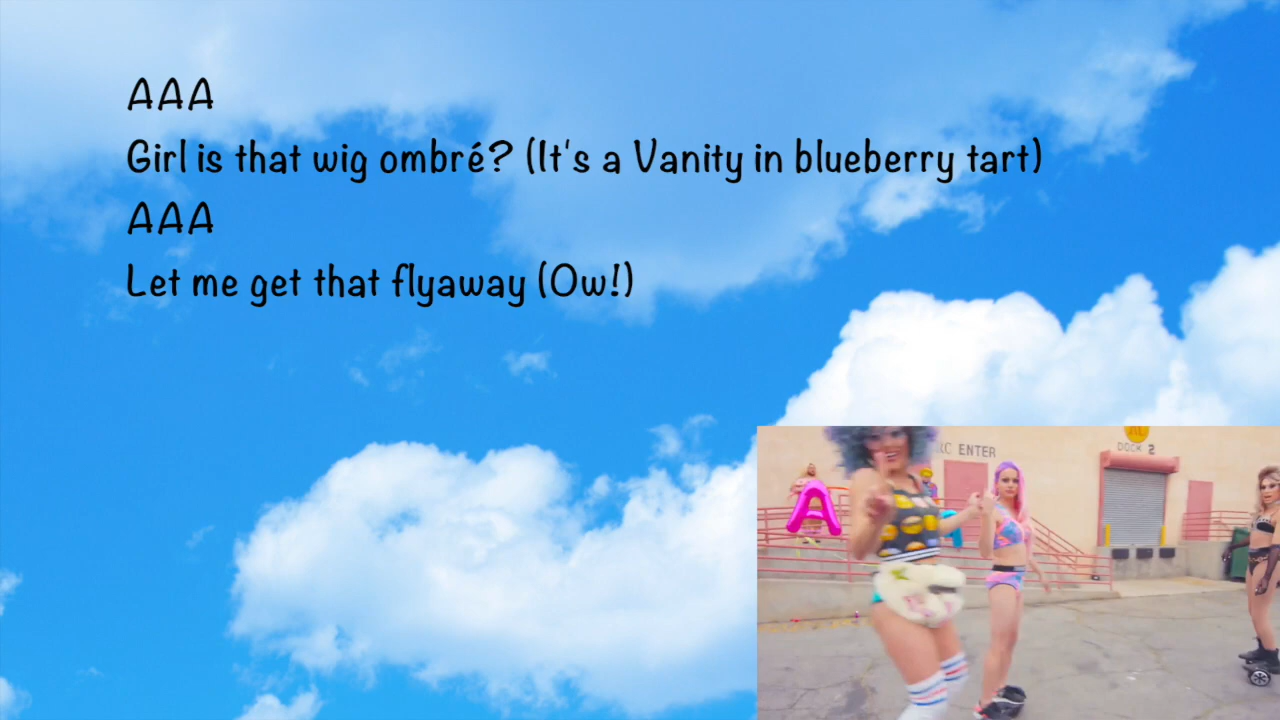 AAA
Girl is that wig ombré? (It's a Vanity in blueberry tart)
AAA
Let me get that flyaway (Ow!)
ENTER
DOCK 2
A